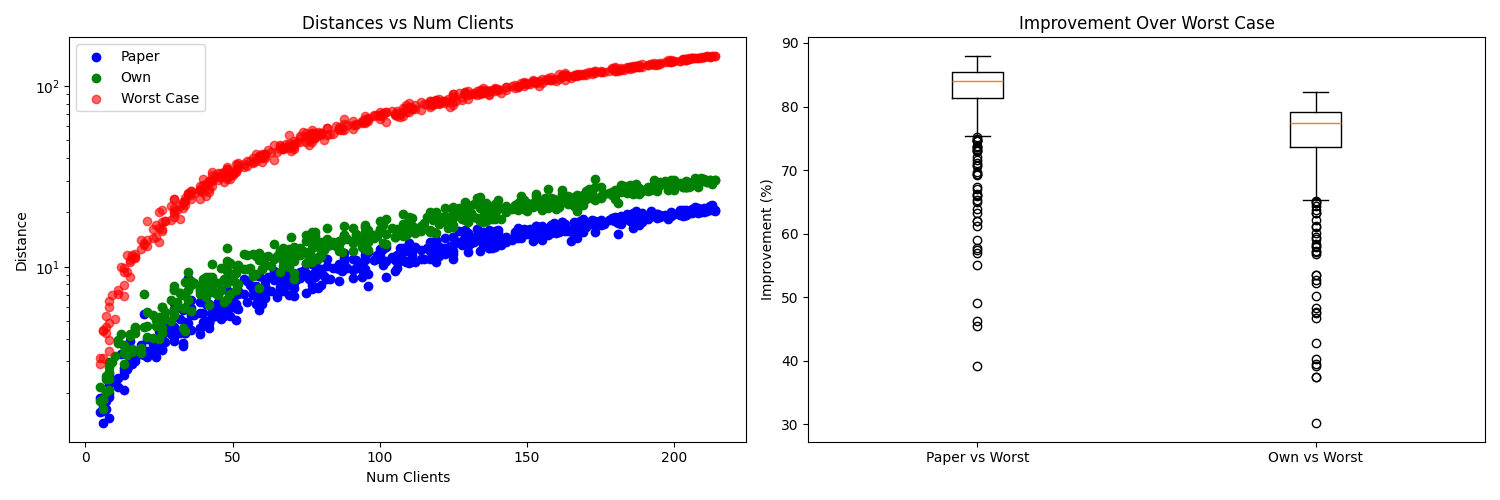 Distances vs Num Clients
Paper
Own
Worst Case
Distance
10²
10¹
0
50
100
150
200
Num Clients
Improvement Over Worst Case
Improvement (%)
90
80
70
60
50
40
30
Paper vs Worst
Own vs Worst